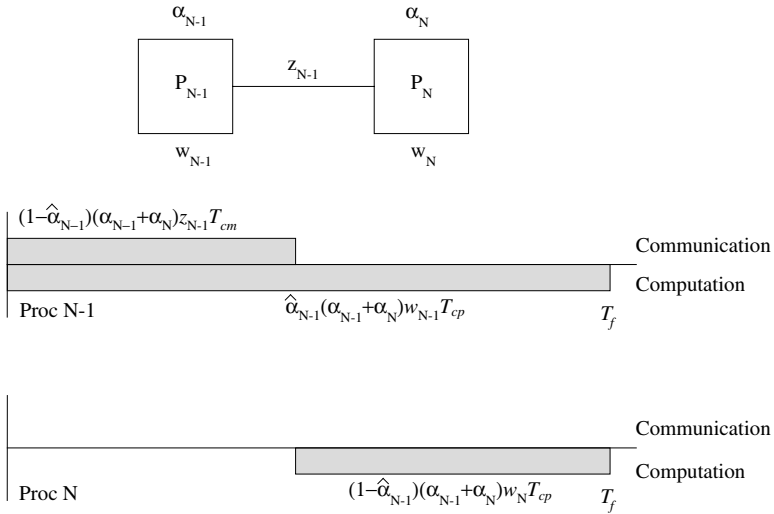 α_{N-1} α_N
z_{N-1}
P_{N-1} P_N
w_{N-1} w_N
(1−α̂_{N−1})(α_{N−1}+α_N)z_{N-1}T_{cm}
Communication
Computation
α̂_{N-1}(α_{N-1}+α_N)w_{N-1}T_{cp}
Proc N-1 T_f
Communication
Computation
(1−α̂_{N-1})(α_{N-1}+α_N)w_N T_{cp}
Proc N T_f